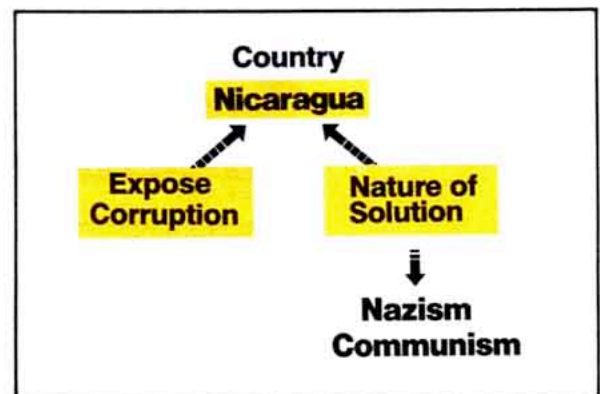 Country
Nicaragua
Expose
Corruption
Nature of
Solution
Nazism
Communism